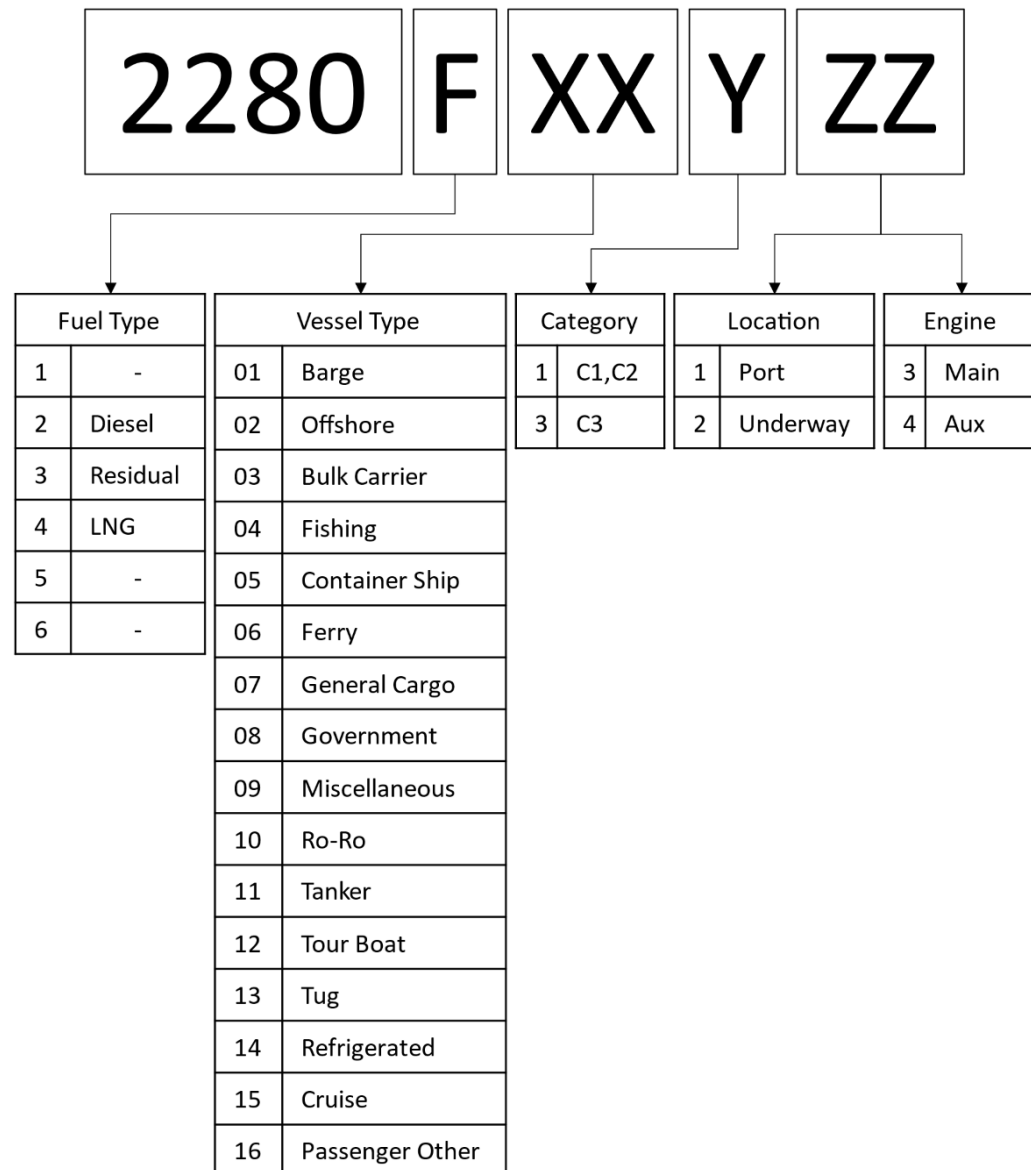 2280 F XX Y ZZ
Fuel Type
1 -
2 Diesel
3 Residual
4 LNG
5 -
6 -
Vessel Type
01 Barge
02 Offshore
03 Bulk Carrier
04 Fishing
05 Container Ship
06 Ferry
07 General Cargo
08 Government
09 Miscellaneous
10 Ro-Ro
11 Tanker
12 Tour Boat
13 Tug
14 Refrigerated
15 Cruise
16 Passenger Other
Category
1 C1,C2
3 C3
Location
1 Port
2 Underway
Engine
3 Main
4 Aux